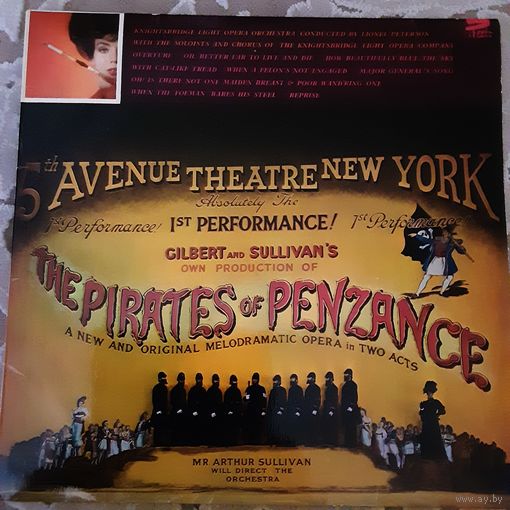 KNIGHTSBRIDGE LIGHT OPERA ORCHESTRA CONDUCTED BY LIONEL PETERSON
WITH THE SOLOISTS AND CHORUS OF THE KNIGHTSBRIDGE LIGHT OPERA COMPANY
OVERTURE OH BETTER FAR TO LIVE AND DIE HOW BEAUTIFULLY BLUE THE SKY
WITH CAT-LIKE TREAD WHEN A FELON'S NOT ENGAGED MAJOR GENERAL'S SONG
OH! IS THERE NOT ONE MAIDEN BREAST & POOR WANDERING ONE
WHEN THE FOEMAN BARES HIS STEEL REPRISE
5th AVENUE THEATRE NEW YORK
Absolutely The
1st Performance! 1ST PERFORMANCE! 1st Performance!
GILBERT AND SULLIVAN'S
OWN PRODUCTION OF
THE PIRATES OF PENZANCE
A NEW AND ORIGINAL MELODRAMATIC OPERA in TWO ACTS
MR ARTHUR SULLIVAN
WILL DIRECT THE
ORCHESTRA
www.ay.by